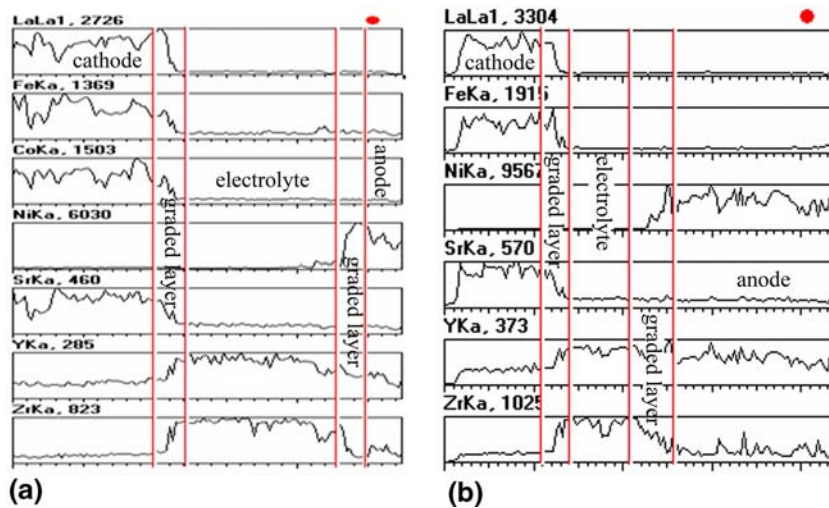 LaLa1, 2726
cathode
FeKa, 1369
CoKa, 1503
electrolyte
anode
NiKa, 6030
graded layer
graded layer
SrKa, 460
YKa, 285
ZrKa, 823
(a)
LaLa1, 3304
cathode
FeKa, 1915
NiKa, 9567
graded layer
electrolyte
SrKa, 570
anode
YKa, 373
graded layer
ZrKa, 1025
(b)